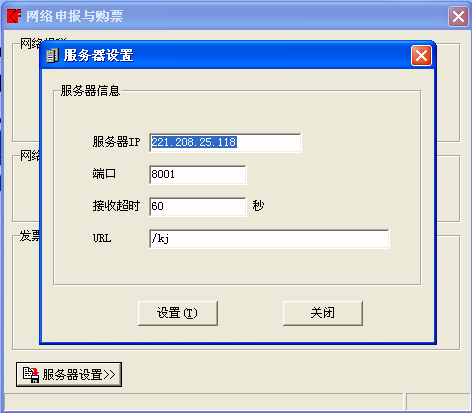 网络申报与购票
服务器设置
服务器信息
服务器IP 221.208.25.118
端口 8001
接收超时 60 秒
URL /kj
设置(T) 关闭
网络
发票
服务器设置>>